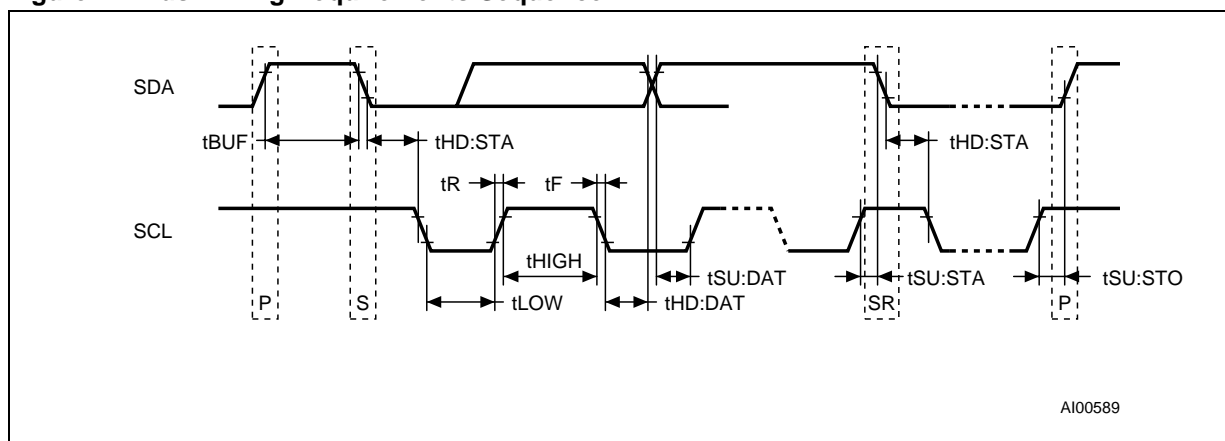 SDA
tBUF
tHD:STA
tHD:STA
tR
tF
SCL
tHIGH
tSU:DAT
tSU:STA
tSU:STO
P
S
tLOW
tHD:DAT
SR
P
AI00589